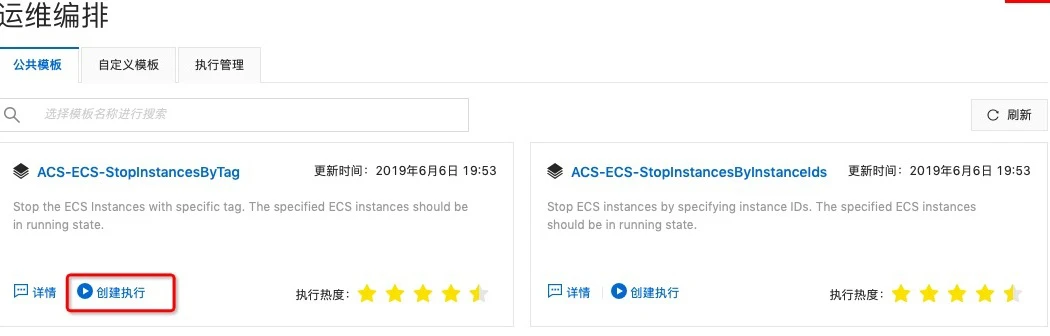 运维编排
公共模板 自定义模板 执行管理
选择模板名称进行搜索 刷新
ACS-ECS-StopInstancesByTag 更新时间：2019年6月6日 19:53
Stop the ECS Instances with specific tag. The specified ECS instances should be
in running state.
详情 创建执行 执行热度：
ACS-ECS-StopInstancesByInstanceIds 更新时间：2019年6月6日 19:53
Stop ECS instances by specifying instance IDs. The specified ECS instances
should be in running state.
详情 创建执行 执行热度：